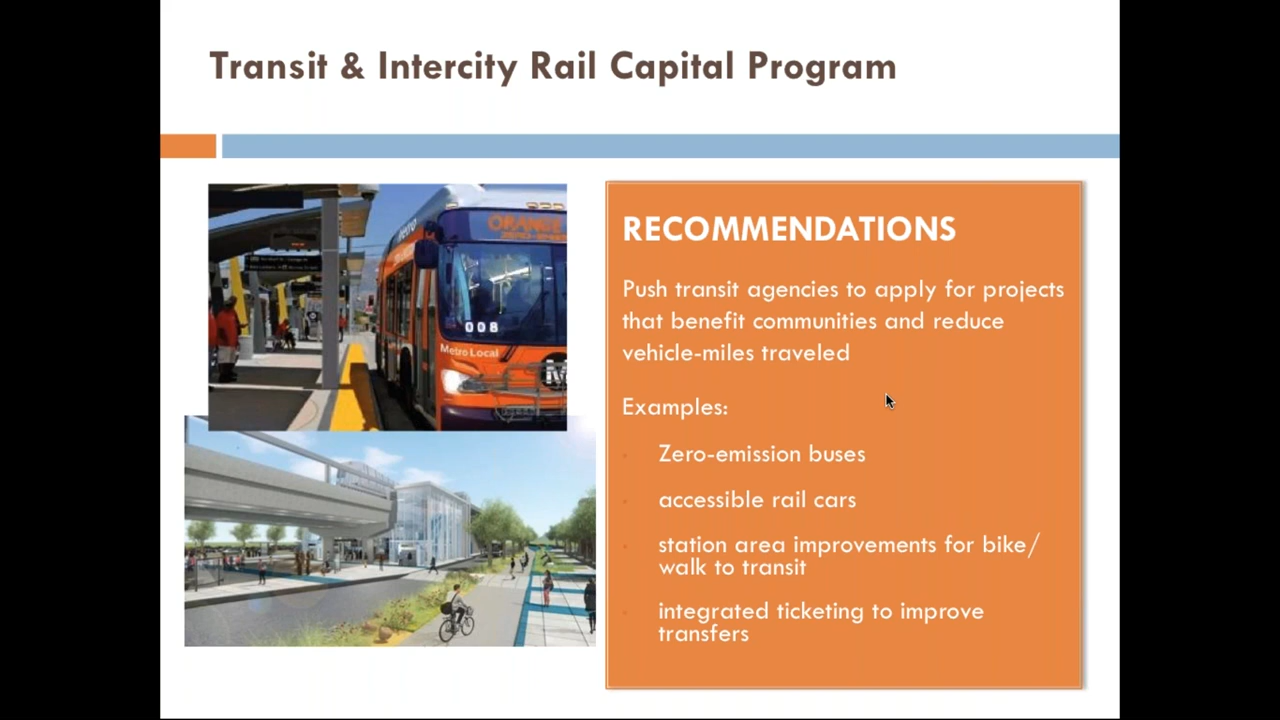 Transit & Intercity Rail Capital Program
ORANGE
Metro
008
Metro Local
M
RECOMMENDATIONS
Push transit agencies to apply for projects
that benefit communities and reduce
vehicle-miles traveled
Examples:
Zero-emission buses
accessible rail cars
station area improvements for bike/
walk to transit
integrated ticketing to improve
transfers